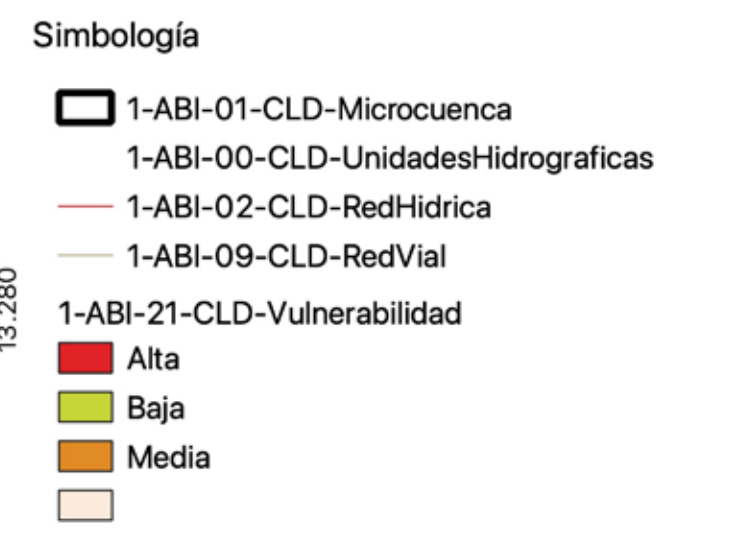 Simbología
1-ABI-01-CLD-Microcuenca
1-ABI-00-CLD-UnidadesHidrograficas
1-ABI-02-CLD-RedHidrica
1-ABI-09-CLD-RedVial
13.280
1-ABI-21-CLD-Vulnerabilidad
Alta
Baja
Media